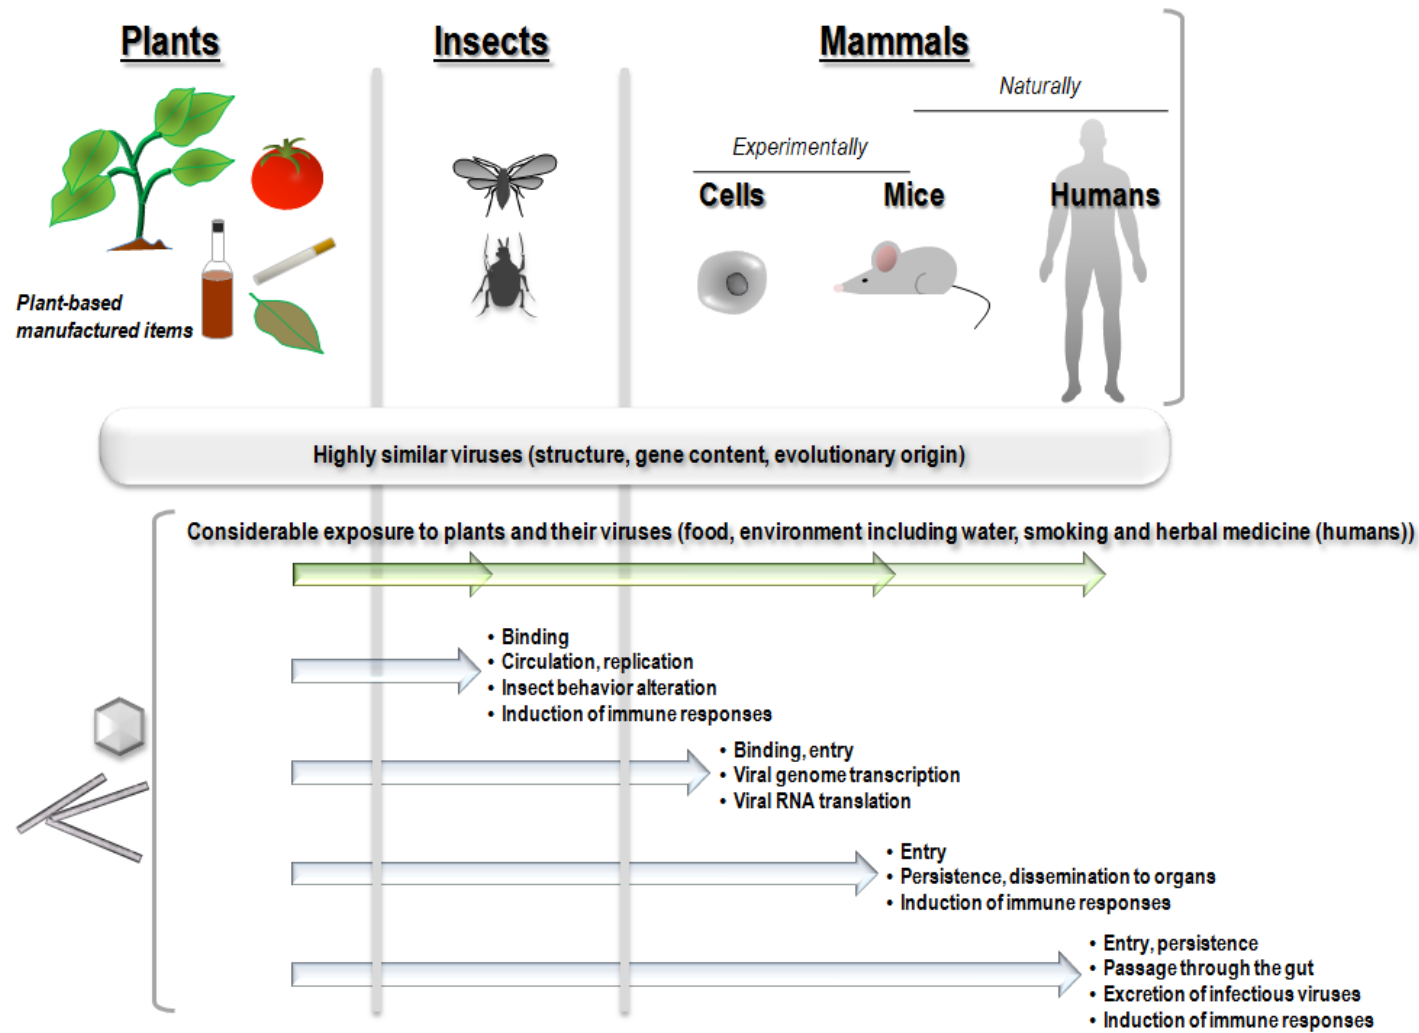 Plants
Insects
Mammals
Naturally
Experimentally
Cells
Mice
Humans
Plant-based
manufactured items
Highly similar viruses (structure, gene content, evolutionary origin)
Considerable exposure to plants and their viruses (food, environment including water, smoking and herbal medicine (humans))
• Binding
• Circulation, replication
• Insect behavior alteration
• Induction of immune responses
• Binding, entry
• Viral genome transcription
• Viral RNA translation
• Entry
• Persistence, dissemination to organs
• Induction of immune responses
• Entry, persistence
• Passage through the gut
• Excretion of infectious viruses
• Induction of immune responses